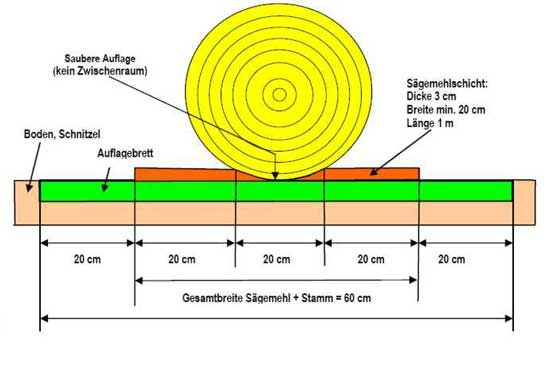 Saubere Auflage
(kein Zwischenraum)
Sägemehlschicht:
Dicke 3 cm
Breite min. 20 cm
Länge 1 m
Boden, Schnitzel
Auflagebrett
20 cm 20 cm 20 cm 20 cm 20 cm
Gesamtbreite Sägemehl + Stamm = 60 cm